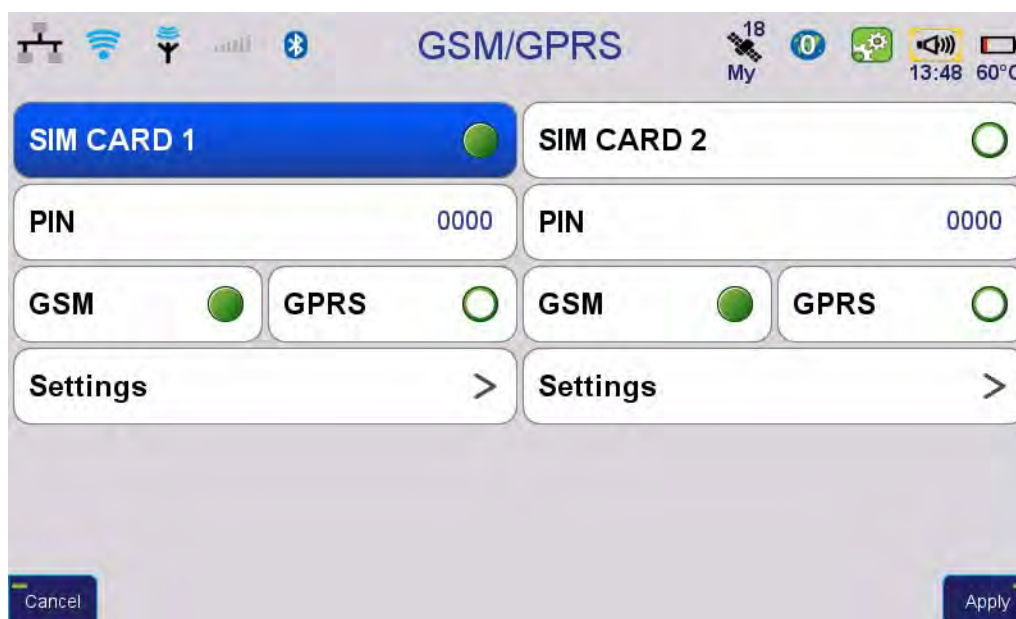 GSM/GPRS
18
My
0
13:48 60°C
SIM CARD 1
SIM CARD 2
PIN 0000
PIN 0000
GSM GPRS
GSM GPRS
Settings >
Settings >
Cancel
Apply